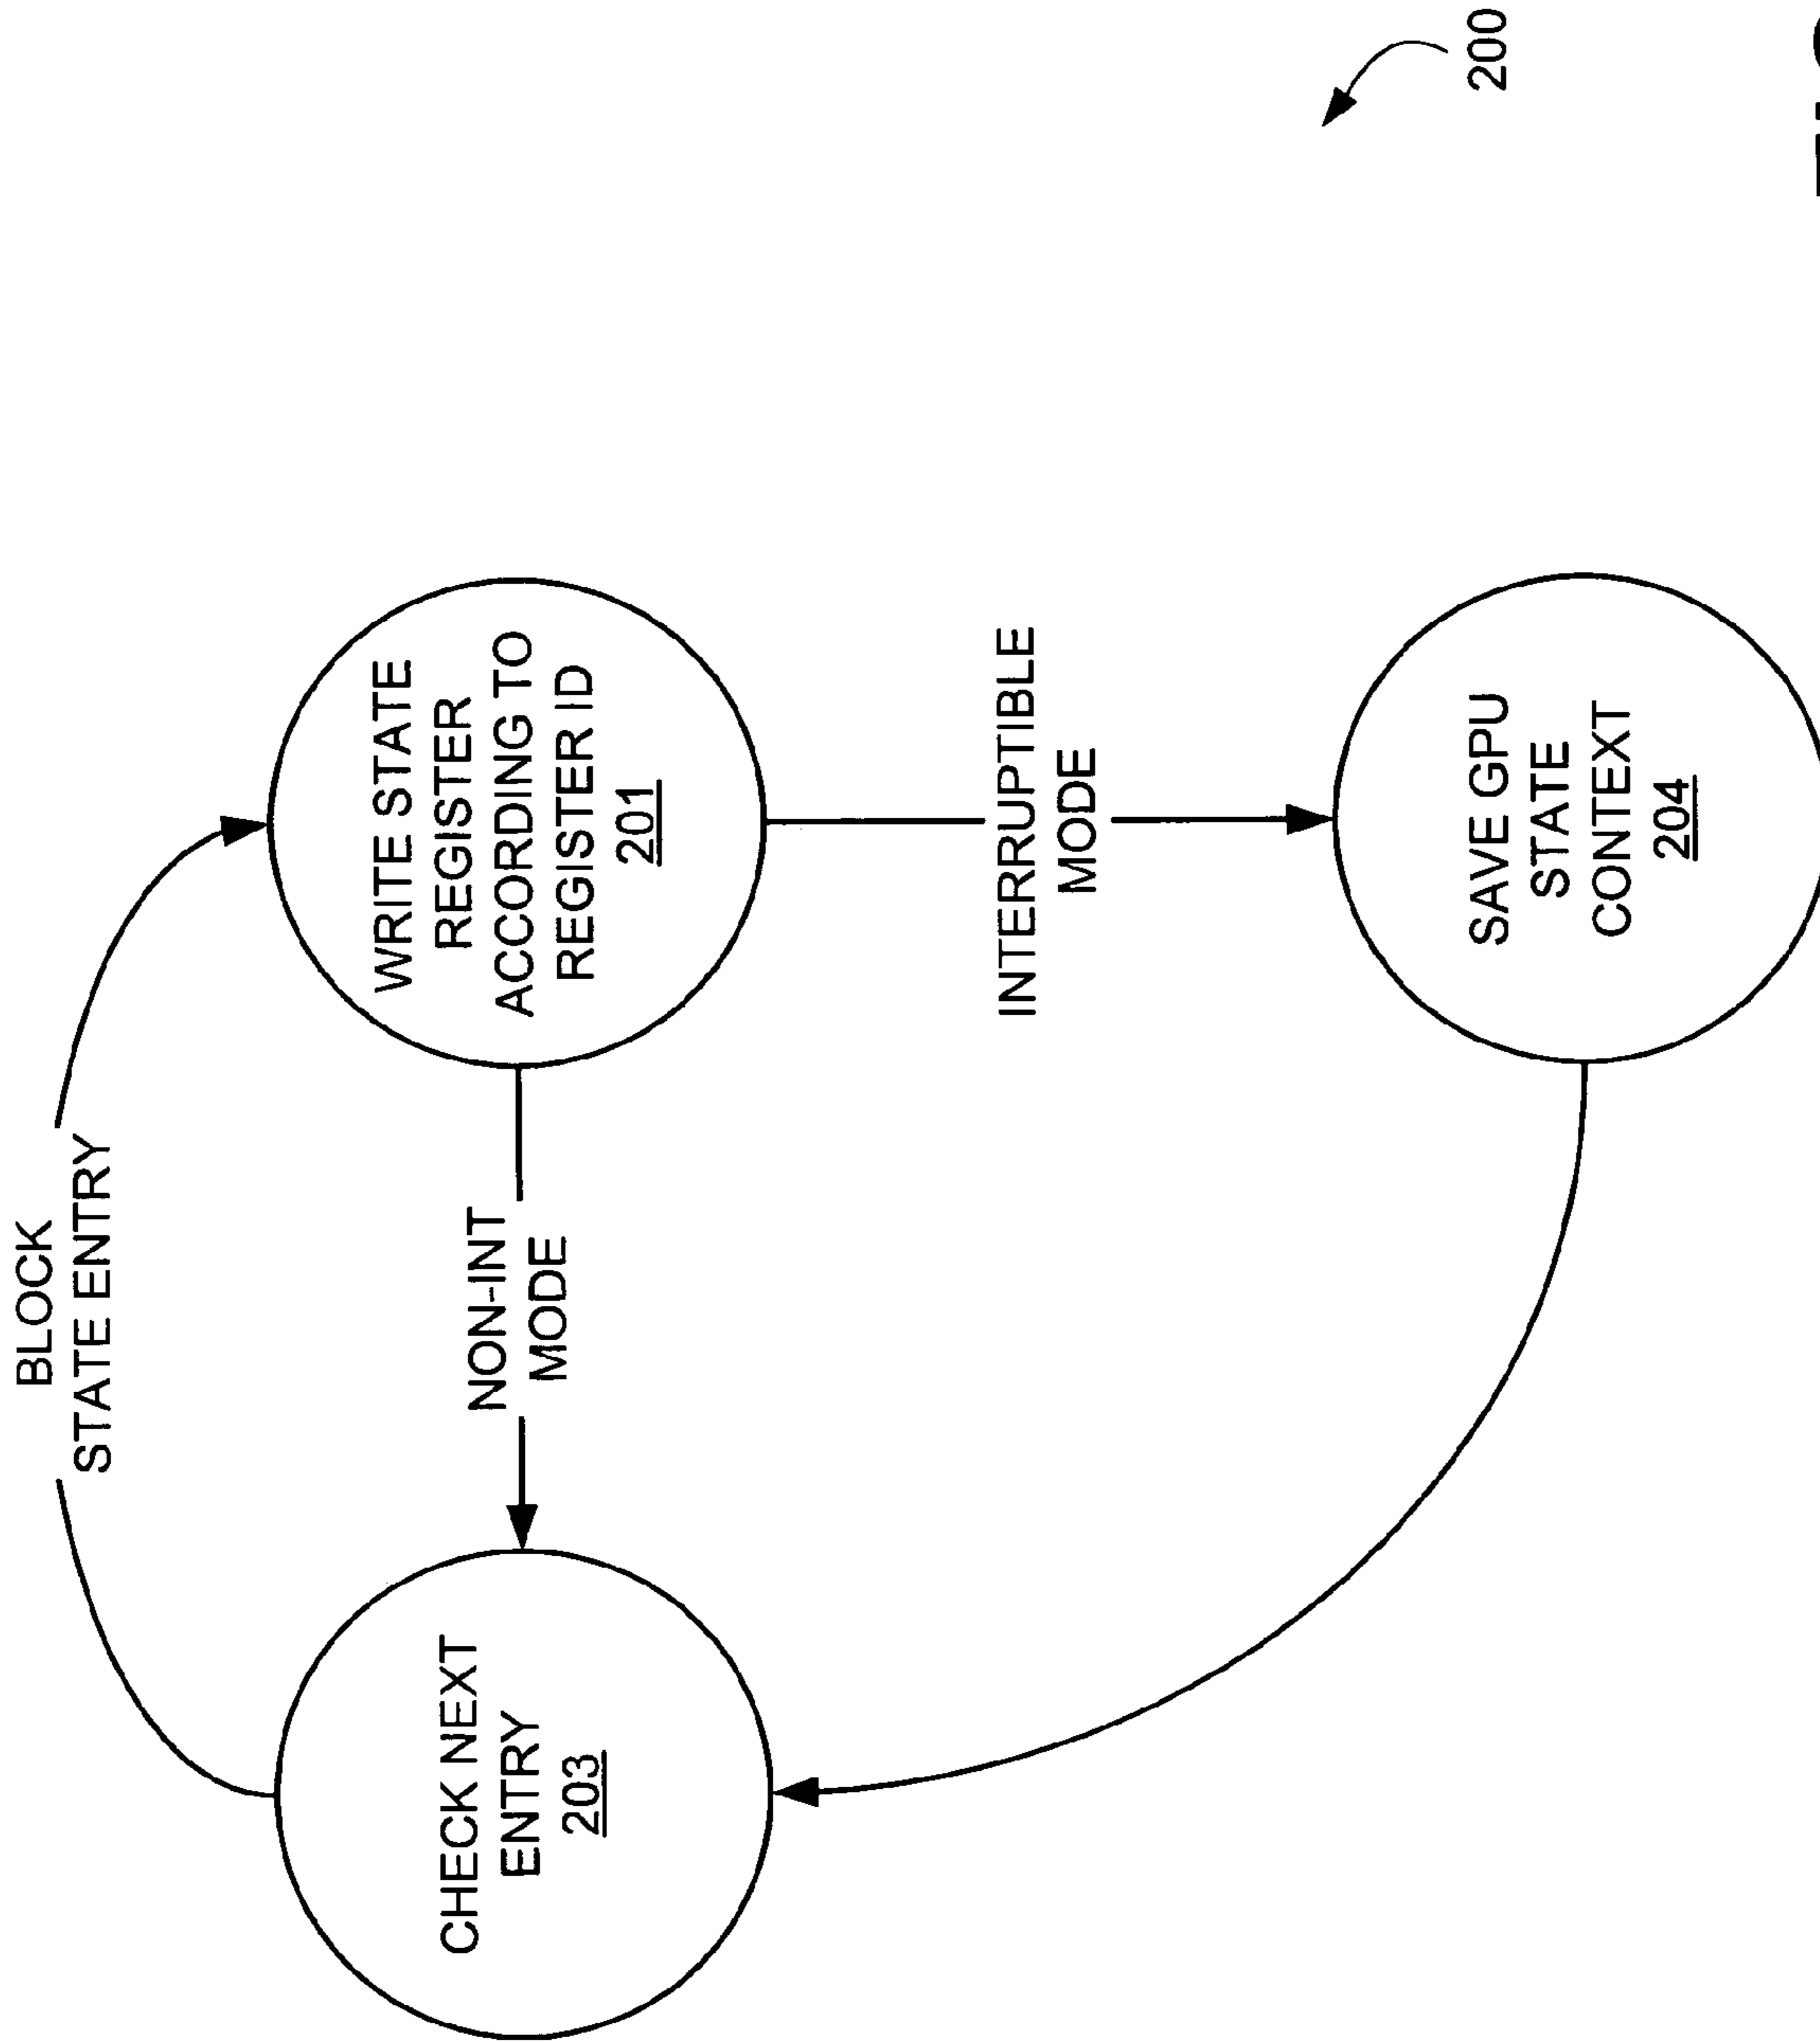 BLOCK
STATE ENTRY
CHECK NEXT
ENTRY
203
NON-INT
MODE
WRITE STATE
REGISTER
ACCORDING TO
REGISTER ID
201
INTERRUPTIBLE
MODE
SAVE GPU
STATE
CONTEXT
204
200